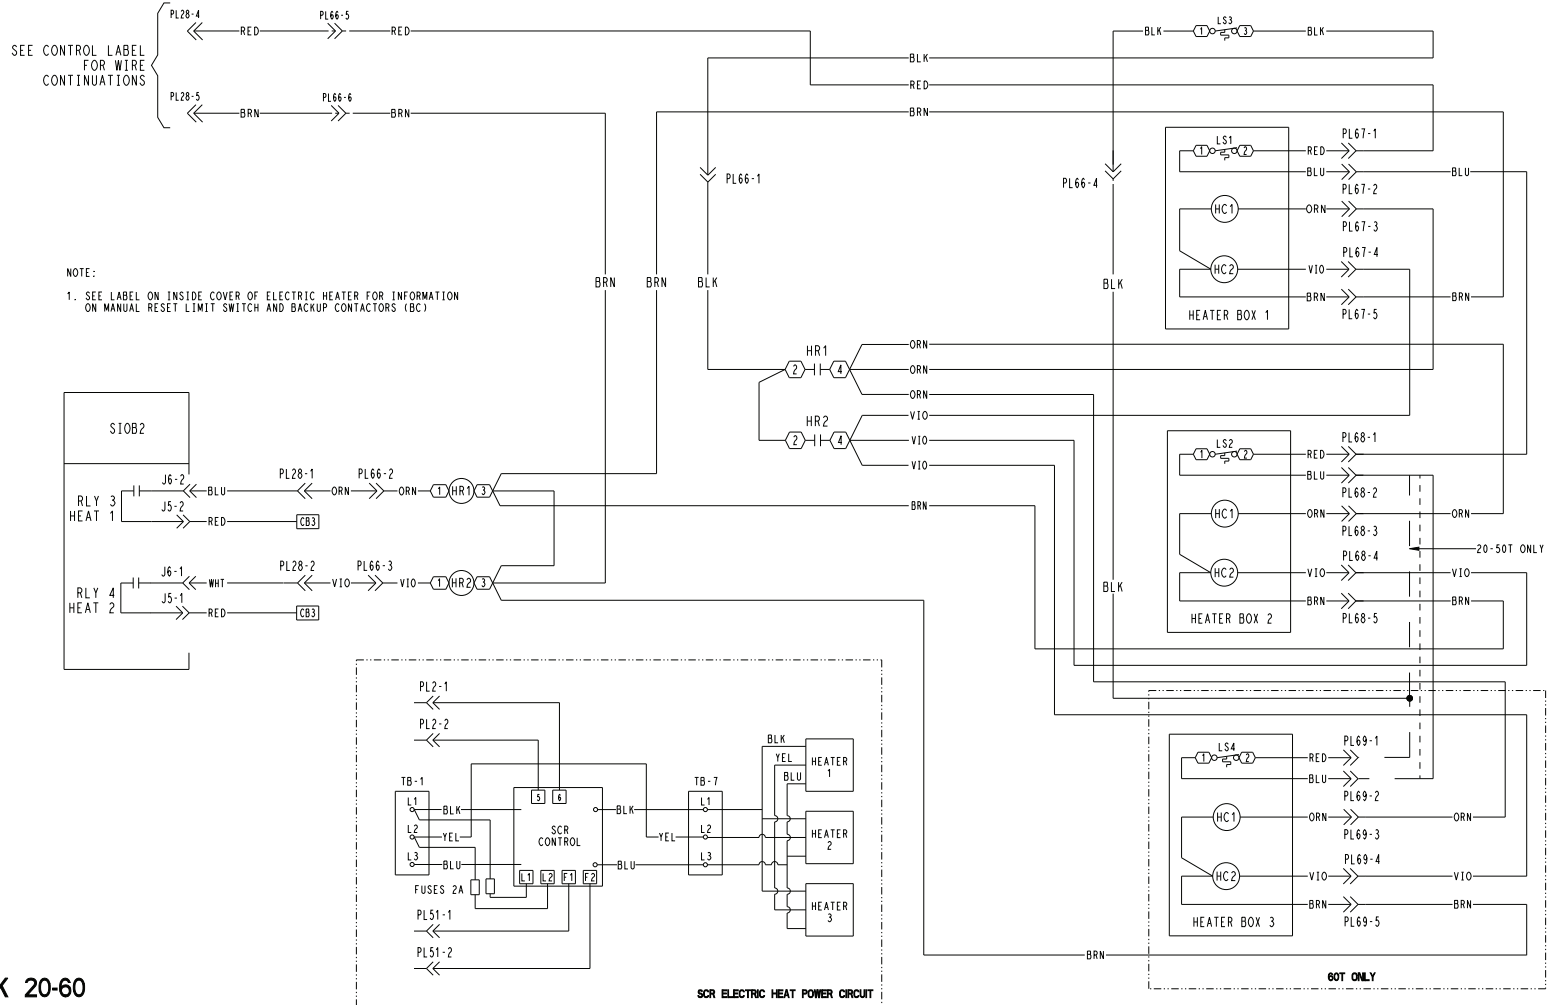 PL28-4
PL66-5
RED
RED
SEE CONTROL LABEL
FOR WIRE
CONTINUATIONS
PL28-5
PL66-6
BRN
BRN
BLK
1
LS3
3
BLK
BLK
RED
BRN
PL66-1
PL66-4
1
LS1
2
RED
PL67-1
BLU
BLU
PL67-2
HC1
ORN
PL67-3
PL67-4
HC2
VIO
BRN
BRN
PL67-5
HEATER BOX 1
NOTE:
1. SEE LABEL ON INSIDE COVER OF ELECTRIC HEATER FOR INFORMATION
ON MANUAL RESET LIMIT SWITCH AND BACKUP CONTACTORS (BC)
BRN
BRN
BLK
BLK
HR1
2
4
ORN
ORN
ORN
HR2
2
4
VIO
VIO
VIO
SIOB2
RLY 3
HEAT 1
J6-2
BLU
PL28-1
ORN
PL66-2
ORN
1
HR1
3
J5-2
RED
CB3
BRN
RLY 4
HEAT 2
J6-1
WHT
PL28-2
VIO
PL66-3
VIO
1
HR2
3
J5-1
RED
CB3
BLK
1
LS2
2
RED
PL68-1
BLU
PL68-2
HC1
ORN
ORN
PL68-3
20-50T ONLY
PL68-4
HC2
VIO
VIO
BRN
BRN
PL68-5
HEATER BOX 2
PL2-1
PL2-2
TB-1
L1
BLK
L2
YEL
L3
BLU
FUSES 2A
5
6
SCR
CONTROL
L1
L2
F1
F2
PL51-1
PL51-2
BLK
YEL
BLU
TB-7
L1
L2
L3
BLK
YEL
BLU
HEATER
1
HEATER
2
HEATER
3
SCR ELECTRIC HEAT POWER CIRCUIT
1
LS4
2
RED
PL69-1
BLU
PL69-2
HC1
ORN
ORN
PL69-3
PL69-4
HC2
VIO
VIO
BRN
BRN
PL69-5
HEATER BOX 3
BRN
60T ONLY
20-60